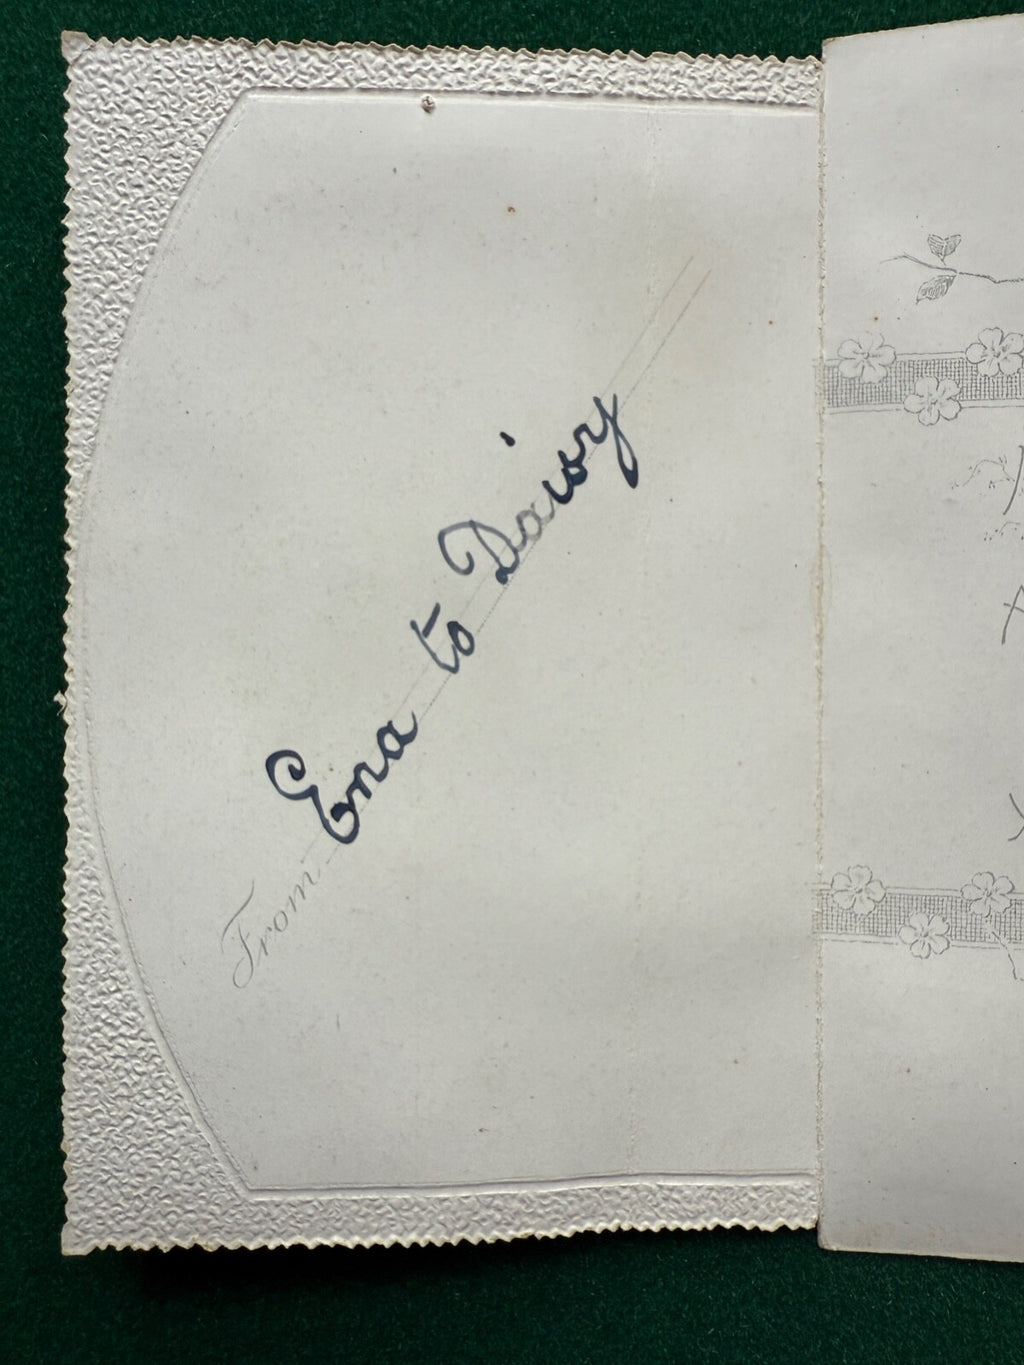 From Ena to Daisy